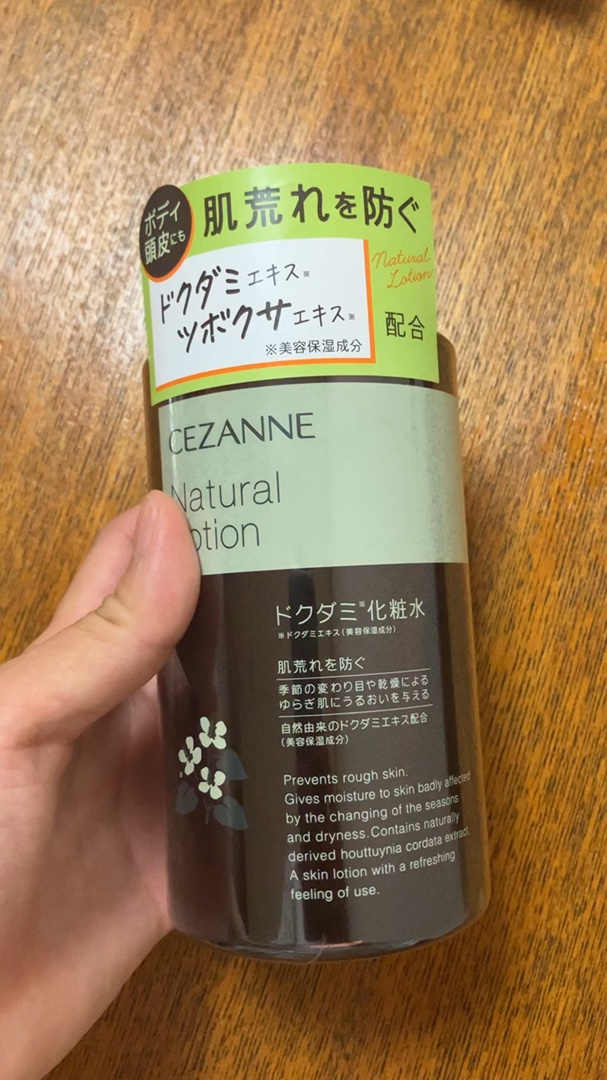 ボディ
頭皮にも
肌荒れを防ぐ
Natural
Lotion
ドクダミエキス※
ツボクサエキス※
※美容保湿成分
配合
CEZANNE
Natural
otion
ドクダミ※化粧水
※ドクダミエキス(美容保湿成分)
肌荒れを防ぐ
季節の変わり目や乾燥による
ゆらぎ肌にうるおいを与える
自然由来のドクダミエキス配合
(美容保湿成分)
Prevents rough skin.
Gives moisture to skin badly affected
by the changing of the seasons
and dryness. Contains naturally
derived houttuynia cordata extract.
A skin lotion with a refreshing
feeling of use.